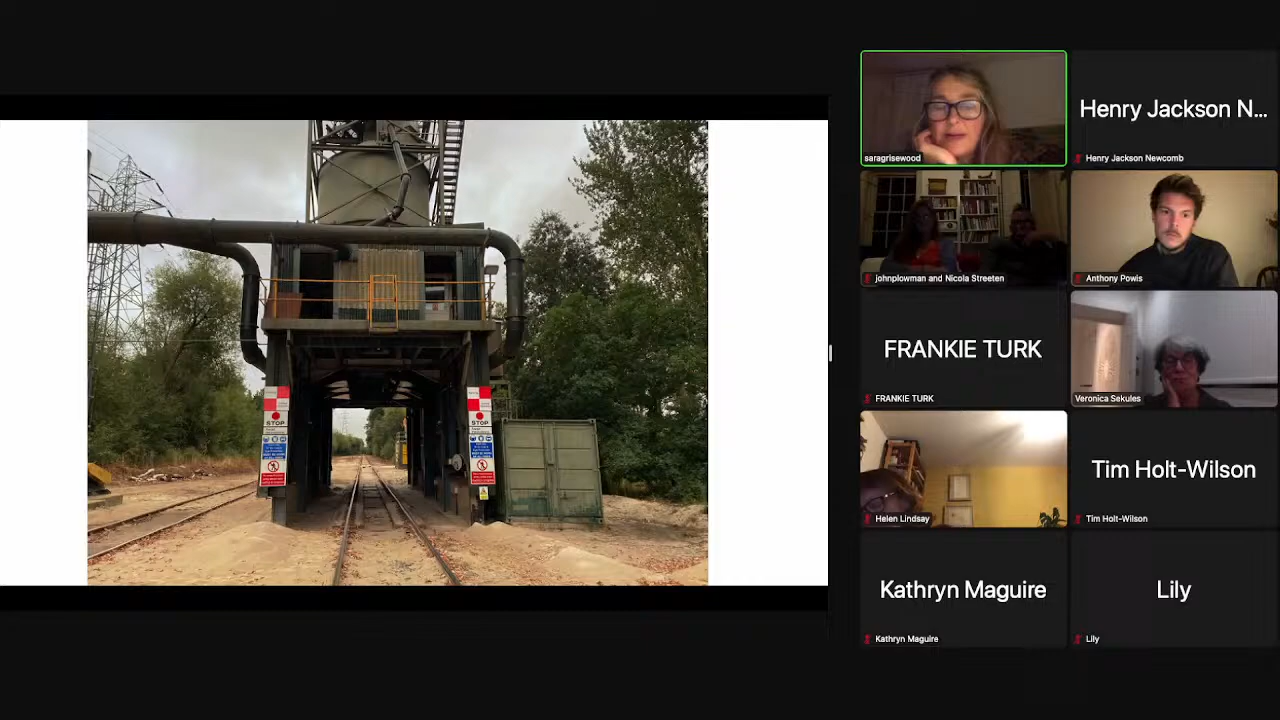 STOP
STOP
saragrisewood
Henry Jackson N...
Henry Jackson Newcomb
johnplowman and Nicola Streeten
Anthony Powis
FRANKIE TURK
FRANKIE TURK
Veronica Sekules
Helen Lindsay
Tim Holt-Wilson
Tim Holt-Wilson
Kathryn Maguire
Kathryn Maguire
Lily
Lily